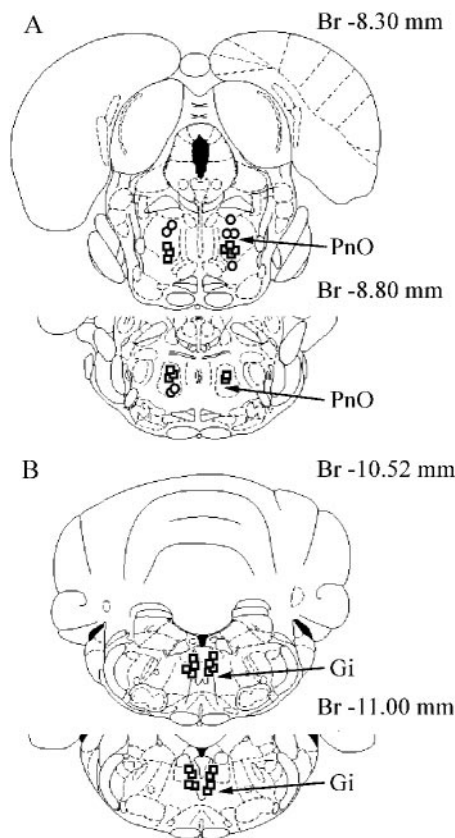 A
Br -8.30 mm
PnO
Br -8.80 mm
PnO
B
Br -10.52 mm
Gi
Br -11.00 mm
Gi